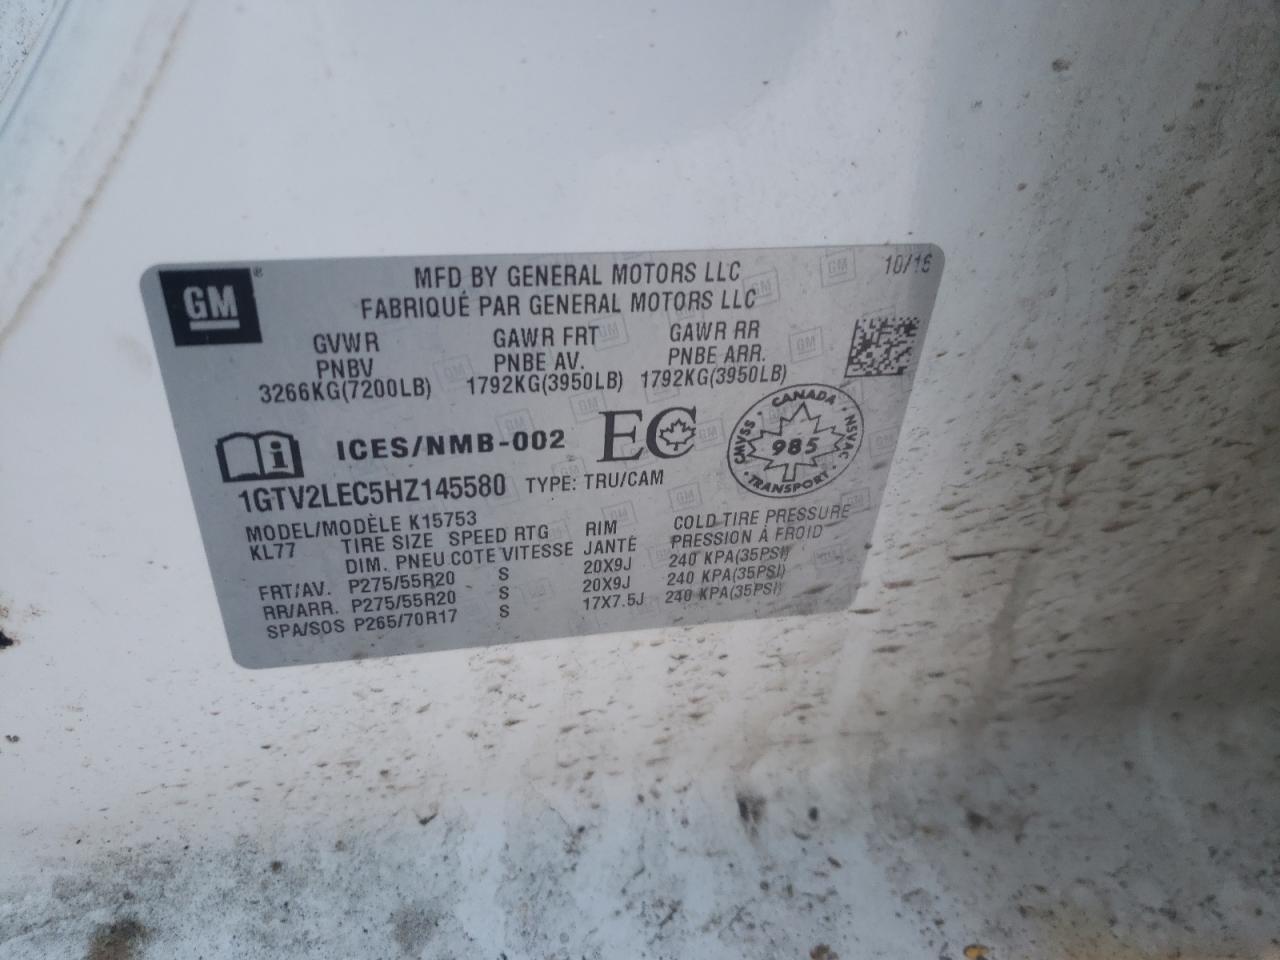 GM ® MFD BY GENERAL MOTORS LLC 10/16
FABRIQUÉ PAR GENERAL MOTORS LLC
GVWR GAWR FRT GAWR RR
PNBV PNBE AV. PNBE ARR.
3266KG(7200LB) 1792KG(3950LB) 1792KG(3950LB)
ICES/NMB-002 EC CANADA CMVSS NSVAC 985 TRANSPORT
1GTV2LEC5HZ145580 TYPE: TRU/CAM
MODEL/MODÈLE K15753
KL77 TIRE SIZE SPEED RTG RIM COLD TIRE PRESSURE
DIM. PNEU COTE VITESSE JANTE PRESSION À FROID
FRT/AV. P275/55R20 S 20X9J 240 KPA(35PSI)
RR/ARR. P275/55R20 S 20X9J 240 KPA(35PSI)
SPA/SOS P265/70R17 S 17X7.5J 240 KPA(35PSI)